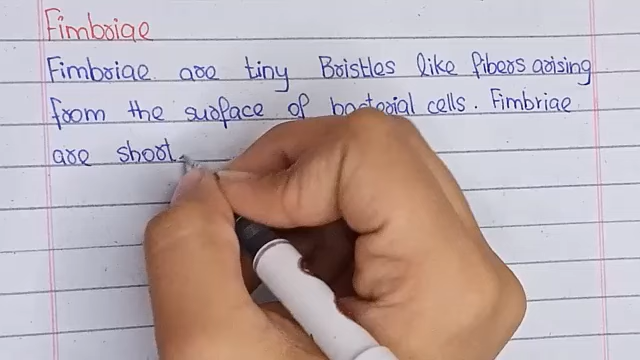 Fimbriae
Fimbriae are tiny Bristles like fibers arising
from the surface of bacterial cells. Fimbriae
are short.